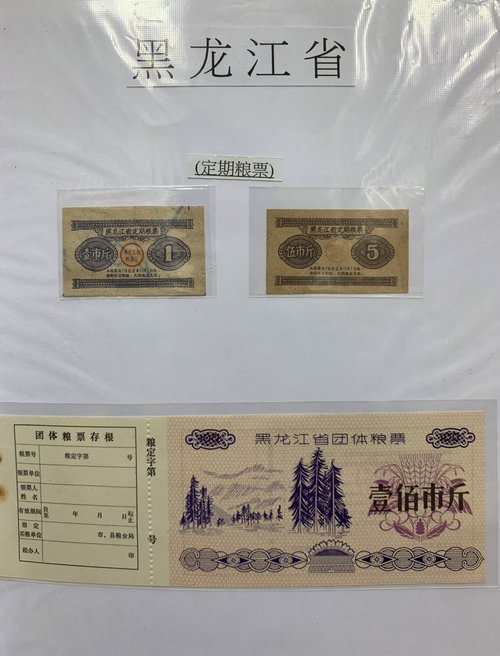 黑龙江省
(定期粮票)
黑龙江省定期粮票
壹市斤
1
黑龙江省定期粮票
伍市斤
5
团体粮票存根
粮票号
粮定字第 号
领票单位
领票人
姓名
有效期间
自
至
年 月 日
起
止
指定
买粮单位
市、县粮食局
经办人
印
粮定字第 号
100
黑龙江省团体粮票
100
壹佰市斤